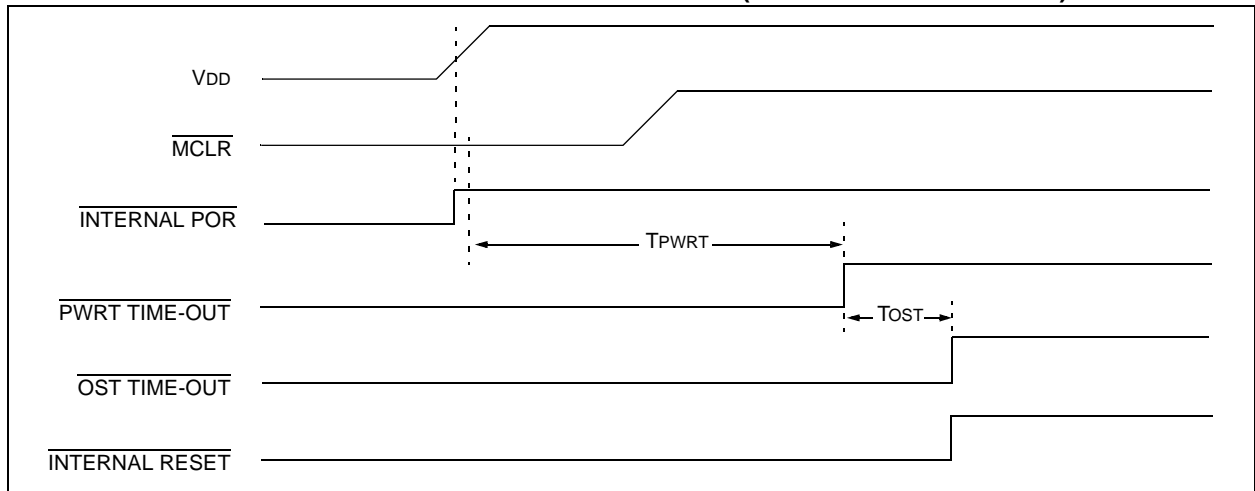 VDD
MCLR
INTERNAL POR
TPWRT
PWRT TIME-OUT
TOST
OST TIME-OUT
INTERNAL RESET